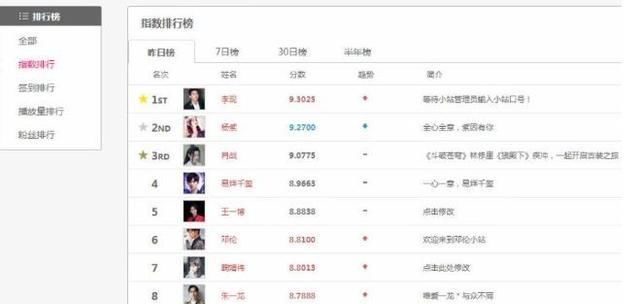 排行榜
全部
指数排行
签到排行
播放量排行
粉丝排行
指数排行榜
昨日榜 7日榜 30日榜 半年榜
名次 姓名 分数 趋势 简介
1ST 李现 9.3025 等待小站管理员输入小站口号！
2ND 杨紫 9.2700 全心全意，紫因有你
3RD 肖战 9.0775 - 《斗破苍穹》林修崖《狼殿下》疾冲，一起开启古装之旅
4 易烊千玺 8.9663 - 一心一意，易烊千玺
5 王一博 8.8838 - 点击修改
6 邓伦 8.8100 欢迎来到邓伦小站
7 鞠婧祎 8.8013 点击此处修改
8 朱一龙 8.7888 唯爱一龙*与众不同